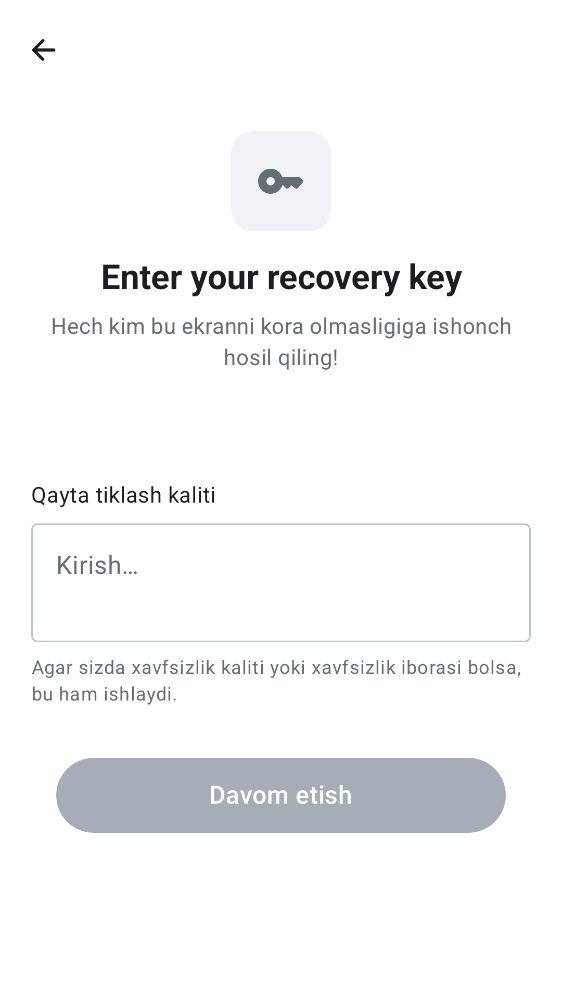 Enter your recovery key
Hech kim bu ekranni kora olmasligiga ishonch
hosil qiling!
Qayta tiklash kaliti
Kirish…
Agar sizda xavfsizlik kaliti yoki xavfsizlik iborasi bolsa,
bu ham ishlaydi.
Davom etish